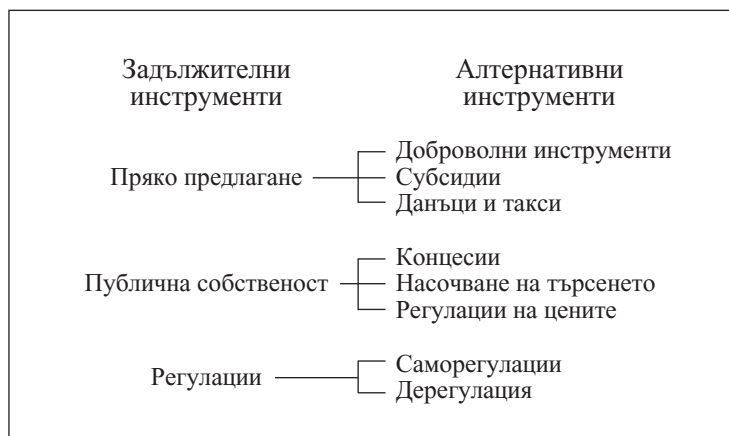 Задължителни
инструменти
Алтернативни
инструменти
Пряко предлагане
Доброволни инструменти
Субсидии
Данъци и такси
Публична собственост
Концесии
Насочване на търсенето
Регулации на цените
Регулации
Саморегулации
Дерегулация